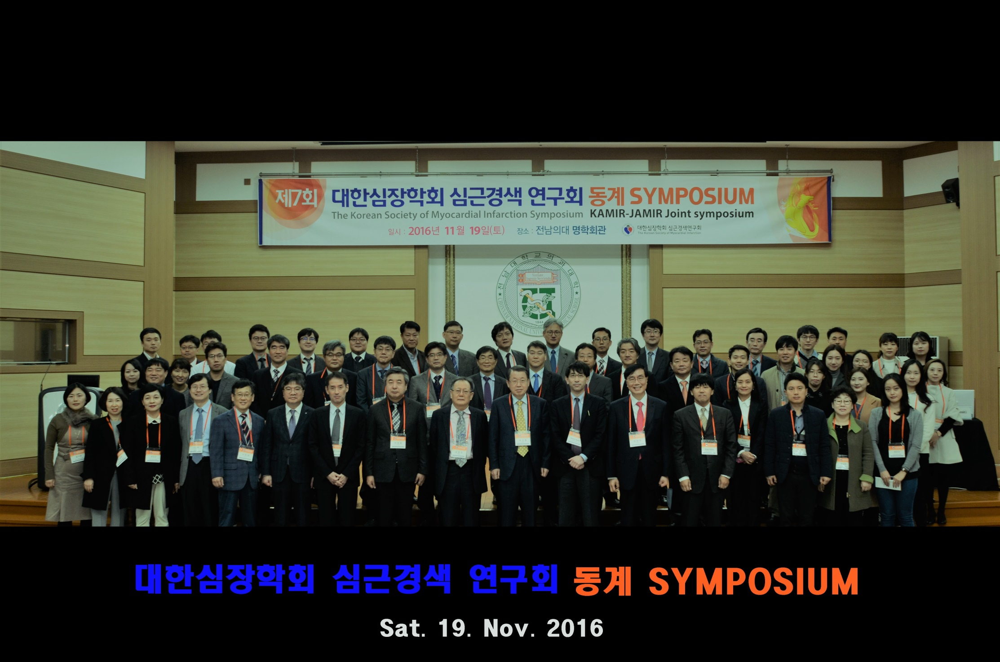 제7회 대한심장학회 심근경색 연구회 동계 SYMPOSIUM
The Korean Society of Myocardial Infarction Symposium KAMIR-JAMIR Joint symposium
일시 : 2016년 11월 19일(토) 장소 : 전남의대 명학회관 대한심장학회 심근경색연구회
The Korean Society of Myocardial Infarction
전남대학교의과대학
Venture
Ingenio Serviendo
1944
CHONNAM NATIONAL UNIVERSITY MEDICAL SCHOOL
대한심장학회 심근경색 연구회 동계 SYMPOSIUM
Sat. 19. Nov. 2016